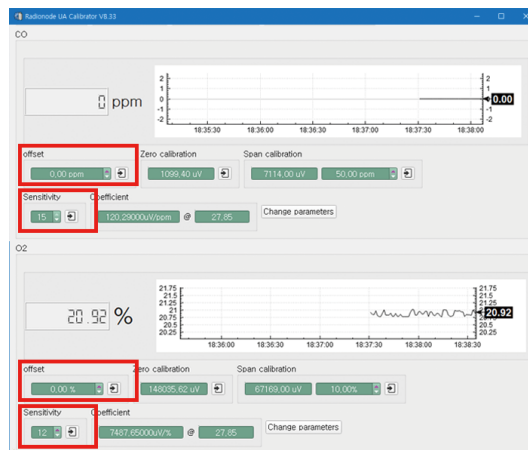 Radionode UA Calibrator V8.33
CO
0 ppm
2
1
0
-1
-2
2
1
-1
-2
0.00
18:35:30 18:36:00 18:36:30 18:37:00 18:37:30 18:38:00
offset Zero calibration Span calibration
0.00 ppm 1099.40 uV 7114.00 uV 50.00 ppm
Sensitivity Coefficient
15 120.29000uV/ppm @ 27.85 Change parameters
O2
20.92 %
21.75
21.5
21.25
21
20.75
20.5
20.25
21.75
21.5
21.25
20.75
20.5
20.25
20.92
18:36:00 18:36:30 18:37:00 18:37:30 18:38:00 18:38:30
offset Zero calibration Span calibration
0.00 % 148035.62 uV 67169.00 uV 10.00%
Sensitivity Coefficient
12 7487.65000uV/% @ 27.85 Change parameters